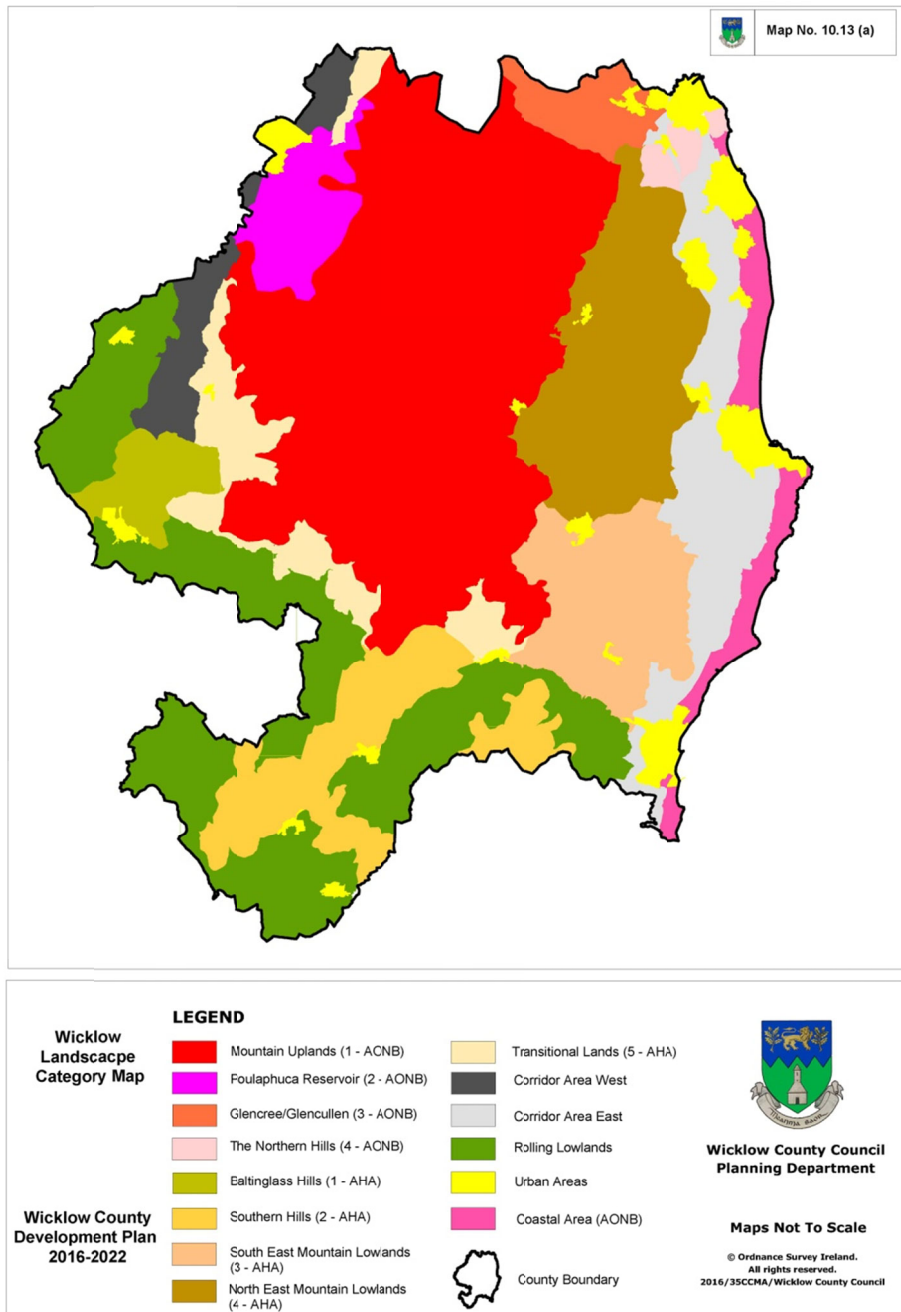 Map No. 10.13 (a)
Wicklow
Landscacpe
Category Map
Wicklow County
Development Plan
2016-2022
LEGEND
Mountain Uplands (1 - ACNB)
Foulaphuca Reservoir (2 - AONB)
Glencree/Glencullen (3 - AONB)
The Northern Hills (4 - ACNB)
Ealtinglass Hills (1 - AHA)
Southern Hills (2 - AHA)
South East Mountain Lowands
(3 - AHA)
North East Mountain Lowlands
(4 - AHA)
Transitional Lands (5 - AHA)
Corridor Area West
Corridor Area East
Rolling Lowlands
Urban Areas
Coastal Area (AONB)
County Boundary
Wicklow County Council
Planning Department
Maps Not To Scale
© Ordnance Survey Ireland.
All rights reserved.
2016/35CCMA/Wicklow County Council